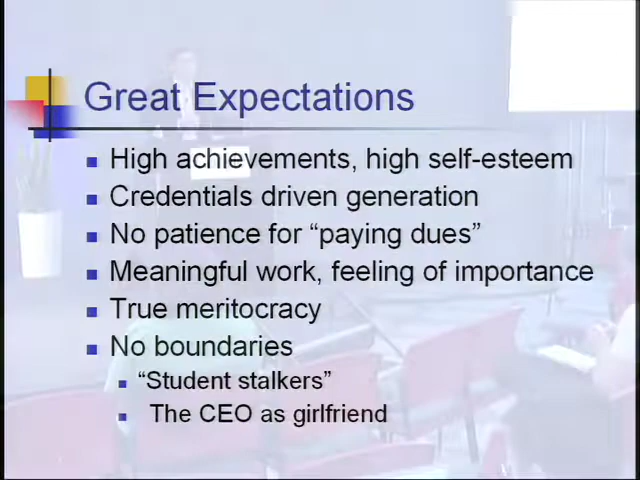 Great Expectations
High achievements, high self-esteem
Credentials driven generation
No patience for “paying dues”
Meaningful work, feeling of importance
True meritocracy
No boundaries
“Student stalkers”
The CEO as girlfriend